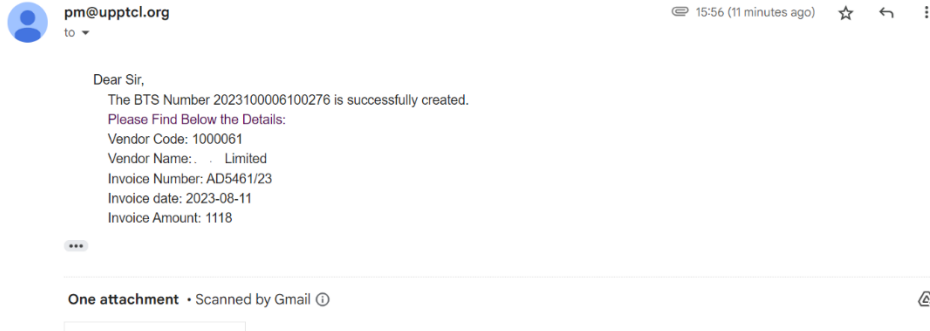 pm@upptcl.org
15:56 (11 minutes ago)
to
Dear Sir,
The BTS Number 2023100006100276 is successfully created.
Please Find Below the Details:
Vendor Code: 1000061
Vendor Name: . . Limited
Invoice Number: AD5461/23
Invoice date: 2023-08-11
Invoice Amount: 1118
One attachment • Scanned by Gmail